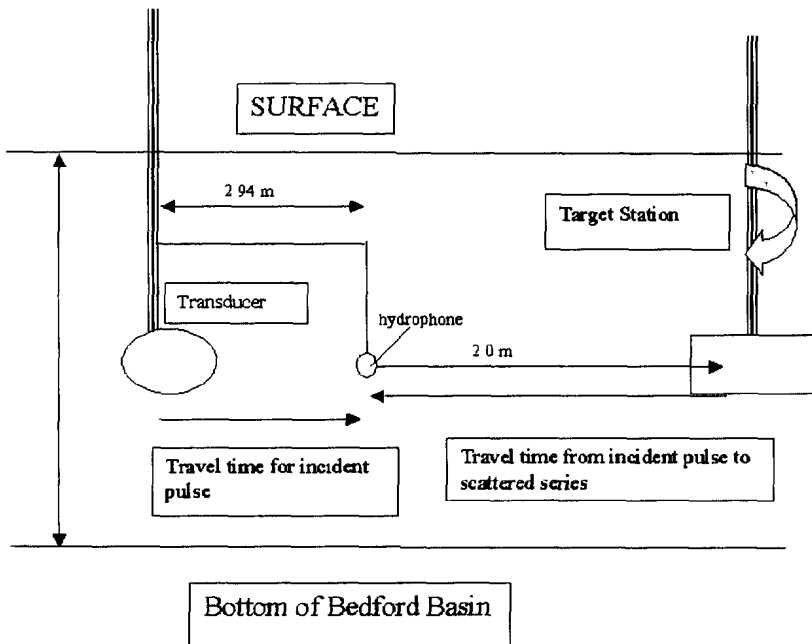 SURFACE
2 94 m
Target Station
Transducer
hydrophone
2 0 m
Travel time for incident
pulse
Travel time from incident pulse to
scattered series
Bottom of Bedford Basin